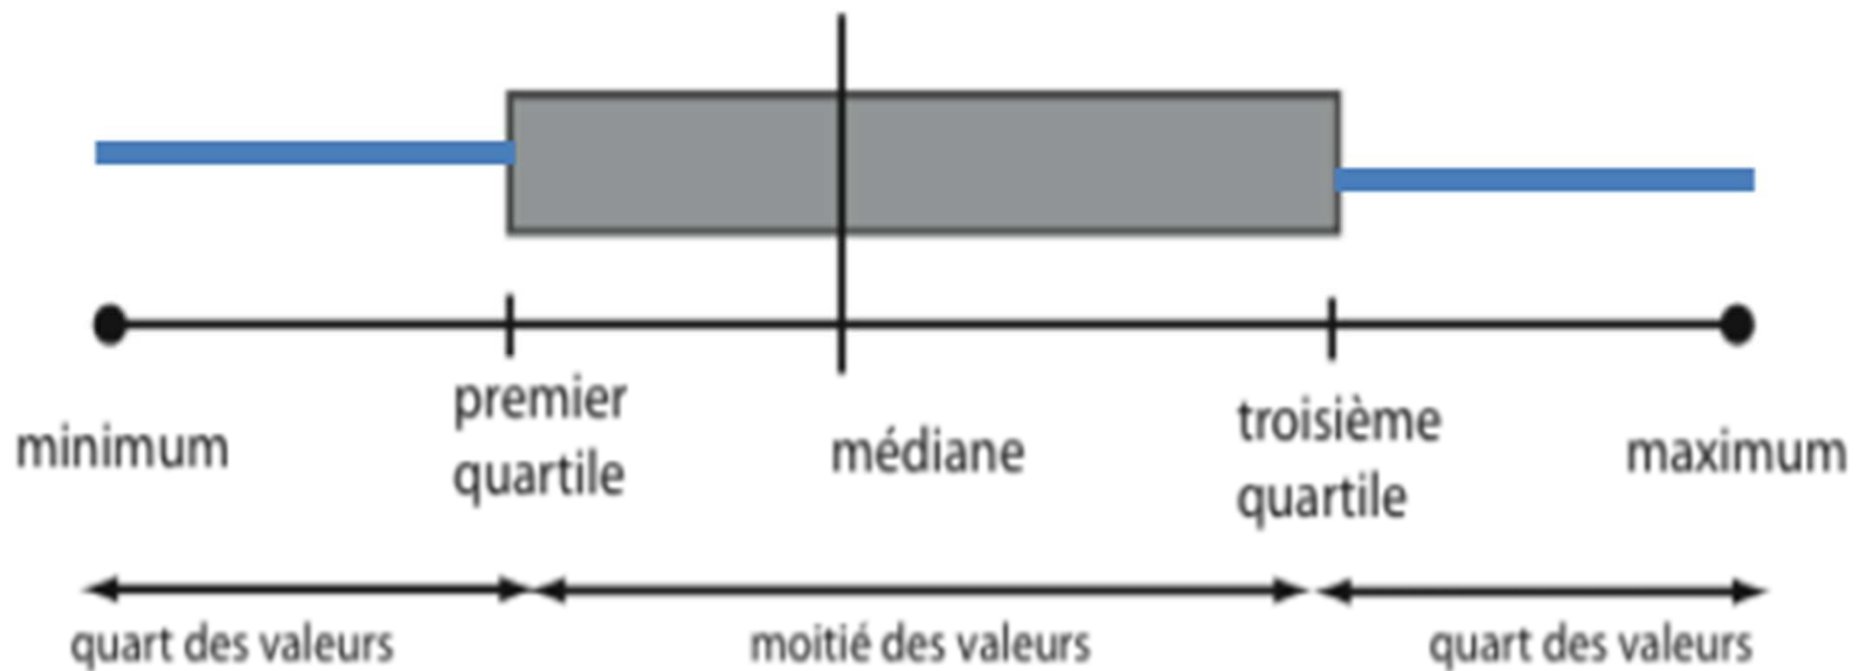 minimum
premier
quartile
médiane
troisième
quartile
maximum
quart des valeurs
moitié des valeurs
quart des valeurs